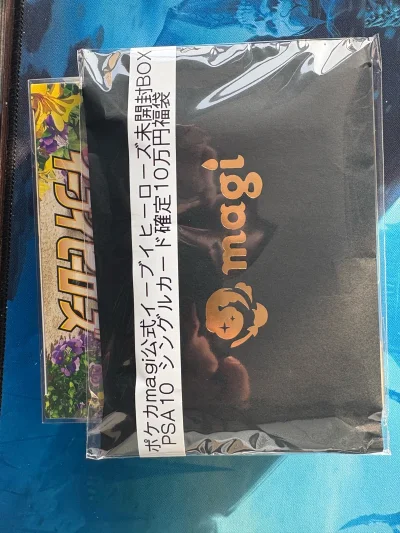 ポケカmagi公式イーブイヒーローズ未開封BOX
PSA10 シングルカード確定10万円福袋
magi